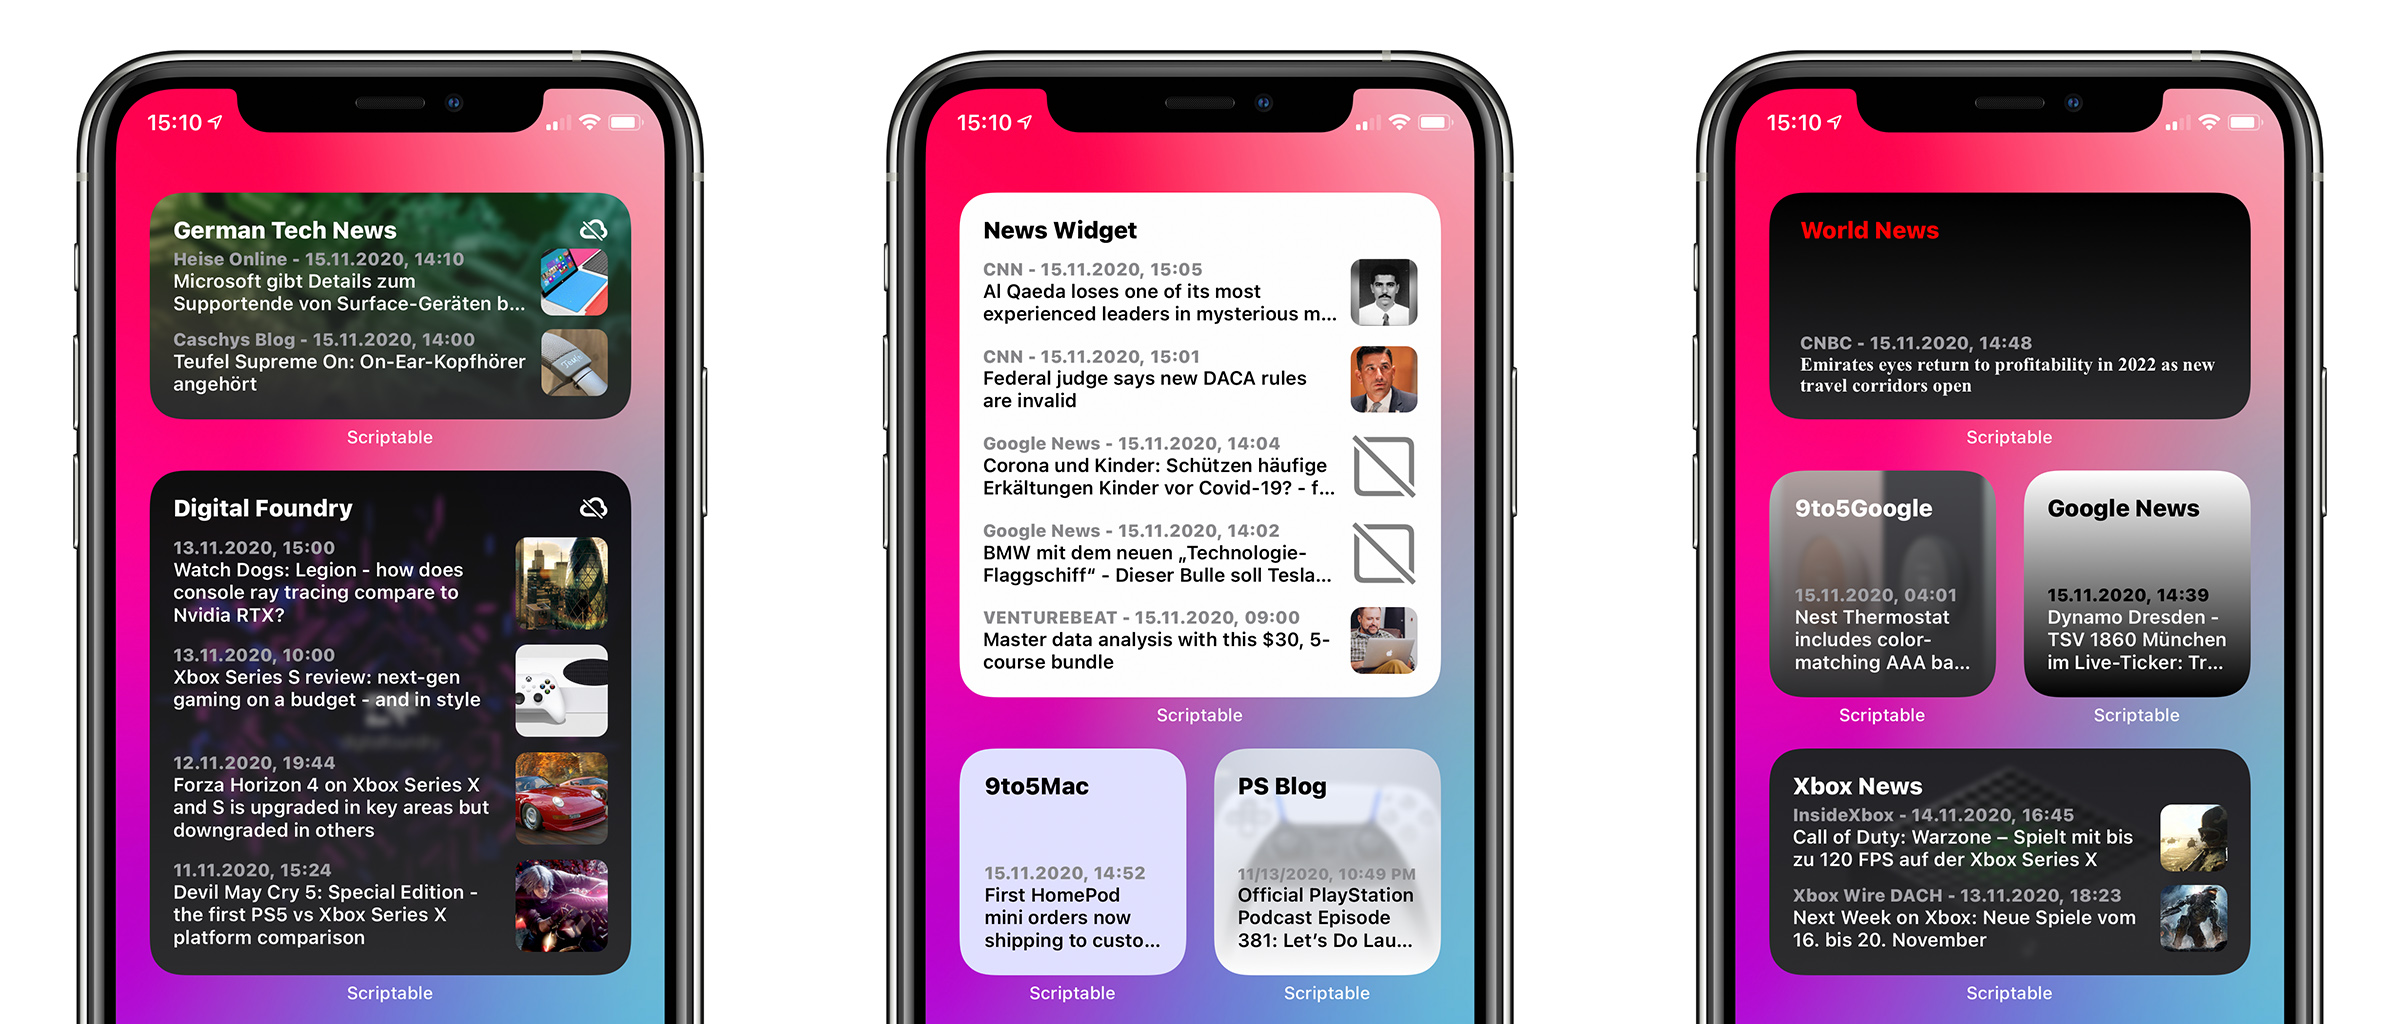 15:10
German Tech News
Heise Online - 15.11.2020, 14:10
Microsoft gibt Details zum
Supportende von Surface-Geräten b...
Caschys Blog - 15.11.2020, 14:00
Teufel Supreme On: On-Ear-Kopfhörer
angehört
Scriptable
Digital Foundry
13.11.2020, 15:00
Watch Dogs: Legion - how does
console ray tracing compare to
Nvidia RTX?
13.11.2020, 10:00
Xbox Series S review: next-gen
gaming on a budget - and in style
12.11.2020, 19:44
Forza Horizon 4 on Xbox Series X
and S is upgraded in key areas but
downgraded in others
11.11.2020, 15:24
Devil May Cry 5: Special Edition -
the first PS5 vs Xbox Series X
platform comparison
Scriptable
15:10
News Widget
CNN - 15.11.2020, 15:05
Al Qaeda loses one of its most
experienced leaders in mysterious m...
CNN - 15.11.2020, 15:01
Federal judge says new DACA rules
are invalid
Google News - 15.11.2020, 14:04
Corona und Kinder: Schützen häufige
Erkältungen Kinder vor Covid-19? - f...
Google News - 15.11.2020, 14:02
BMW mit dem neuen „Technologie-
Flaggschiff“ - Dieser Bulle soll Tesla...
VENTUREBEAT - 15.11.2020, 09:00
Master data analysis with this $30, 5-
course bundle
Scriptable
9to5Mac
15.11.2020, 14:52
First HomePod
mini orders now
shipping to custo...
Scriptable
PS Blog
11/13/2020, 10:49 PM
Official PlayStation
Podcast Episode
381: Let’s Do Lau...
Scriptable
15:10
World News
CNBC - 15.11.2020, 14:48
Emirates eyes return to profitability in 2022 as new
travel corridors open
Scriptable
9to5Google
15.11.2020, 04:01
Nest Thermostat
includes color-
matching AAA ba...
Scriptable
Google News
15.11.2020, 14:39
Dynamo Dresden -
TSV 1860 München
im Live-Ticker: Tr...
Scriptable
Xbox News
InsideXbox - 14.11.2020, 16:45
Call of Duty: Warzone – Spielt mit bis
zu 120 FPS auf der Xbox Series X
Xbox Wire DACH - 13.11.2020, 18:23
Next Week on Xbox: Neue Spiele vom
16. bis 20. November
Scriptable